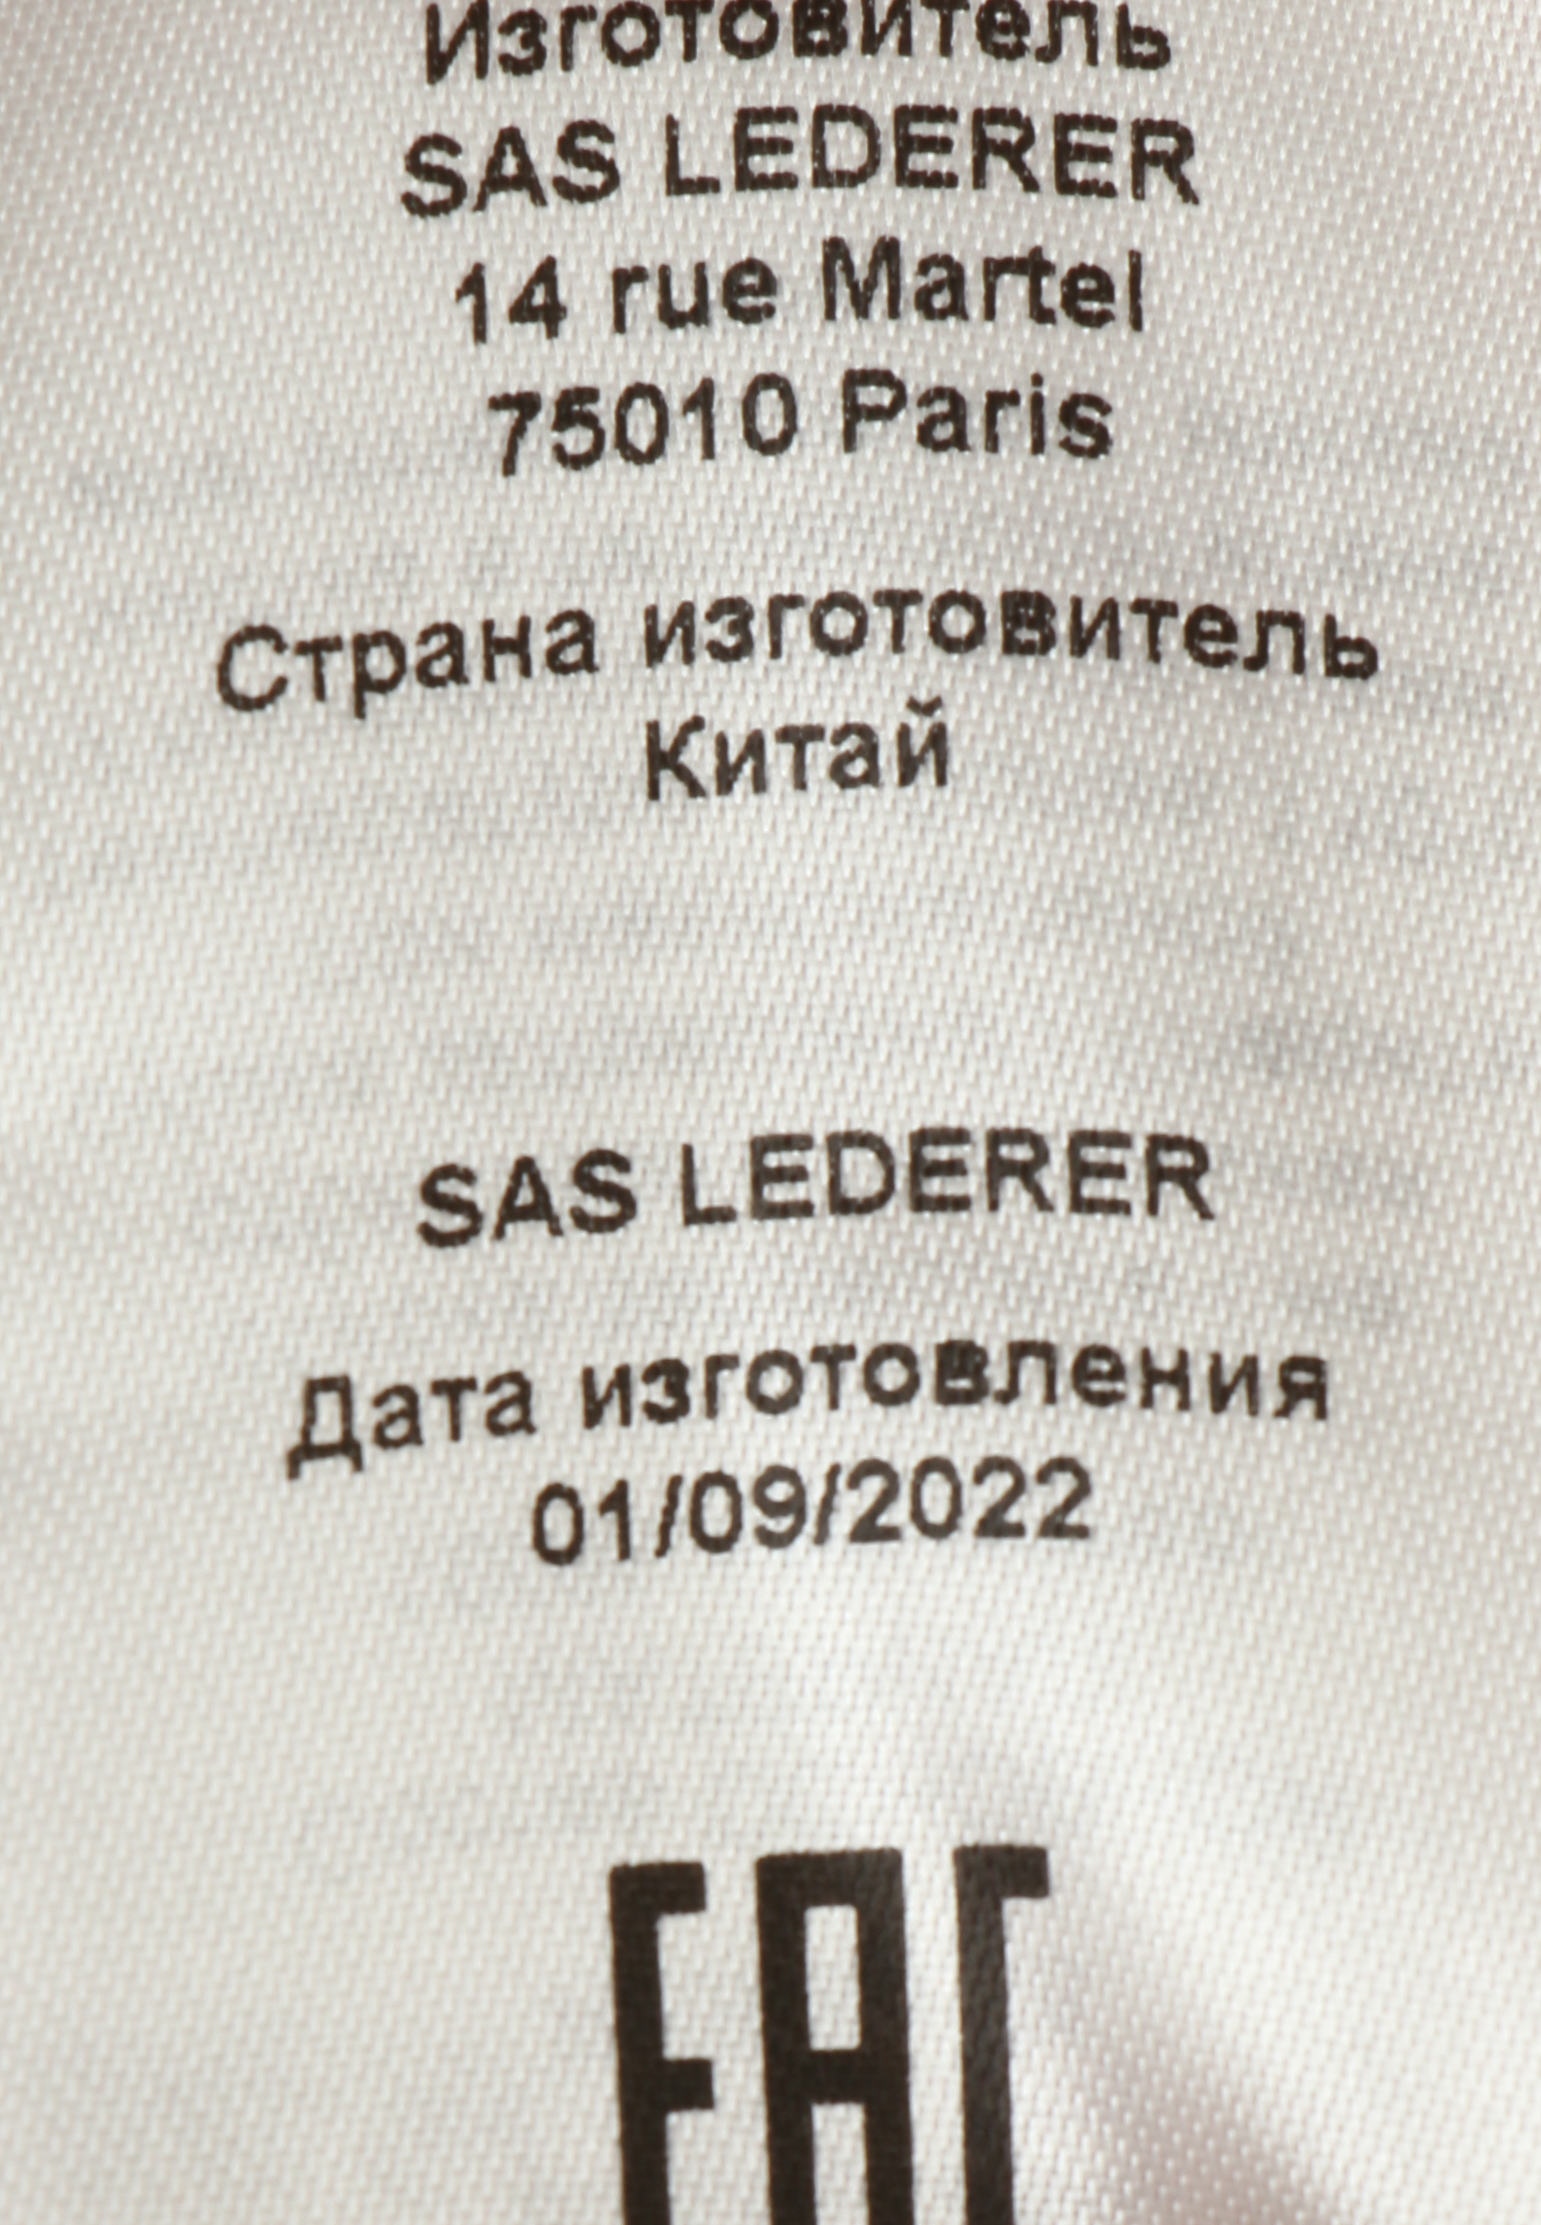 Изготовитель
SAS LEDERER
14 rue Martel
75010 Paris
Страна изготовитель
Китай
SAS LEDERER
Дата изготовления
01/09/2022
EAC